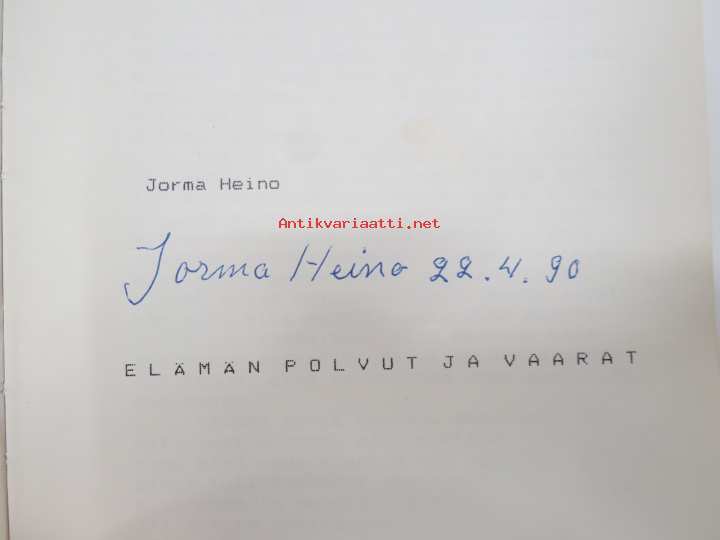 Jorma Heino
Antikvariaatti.net
Jorma Heino 22.4.90
ELÄMÄN POLVUT JA VAARAT